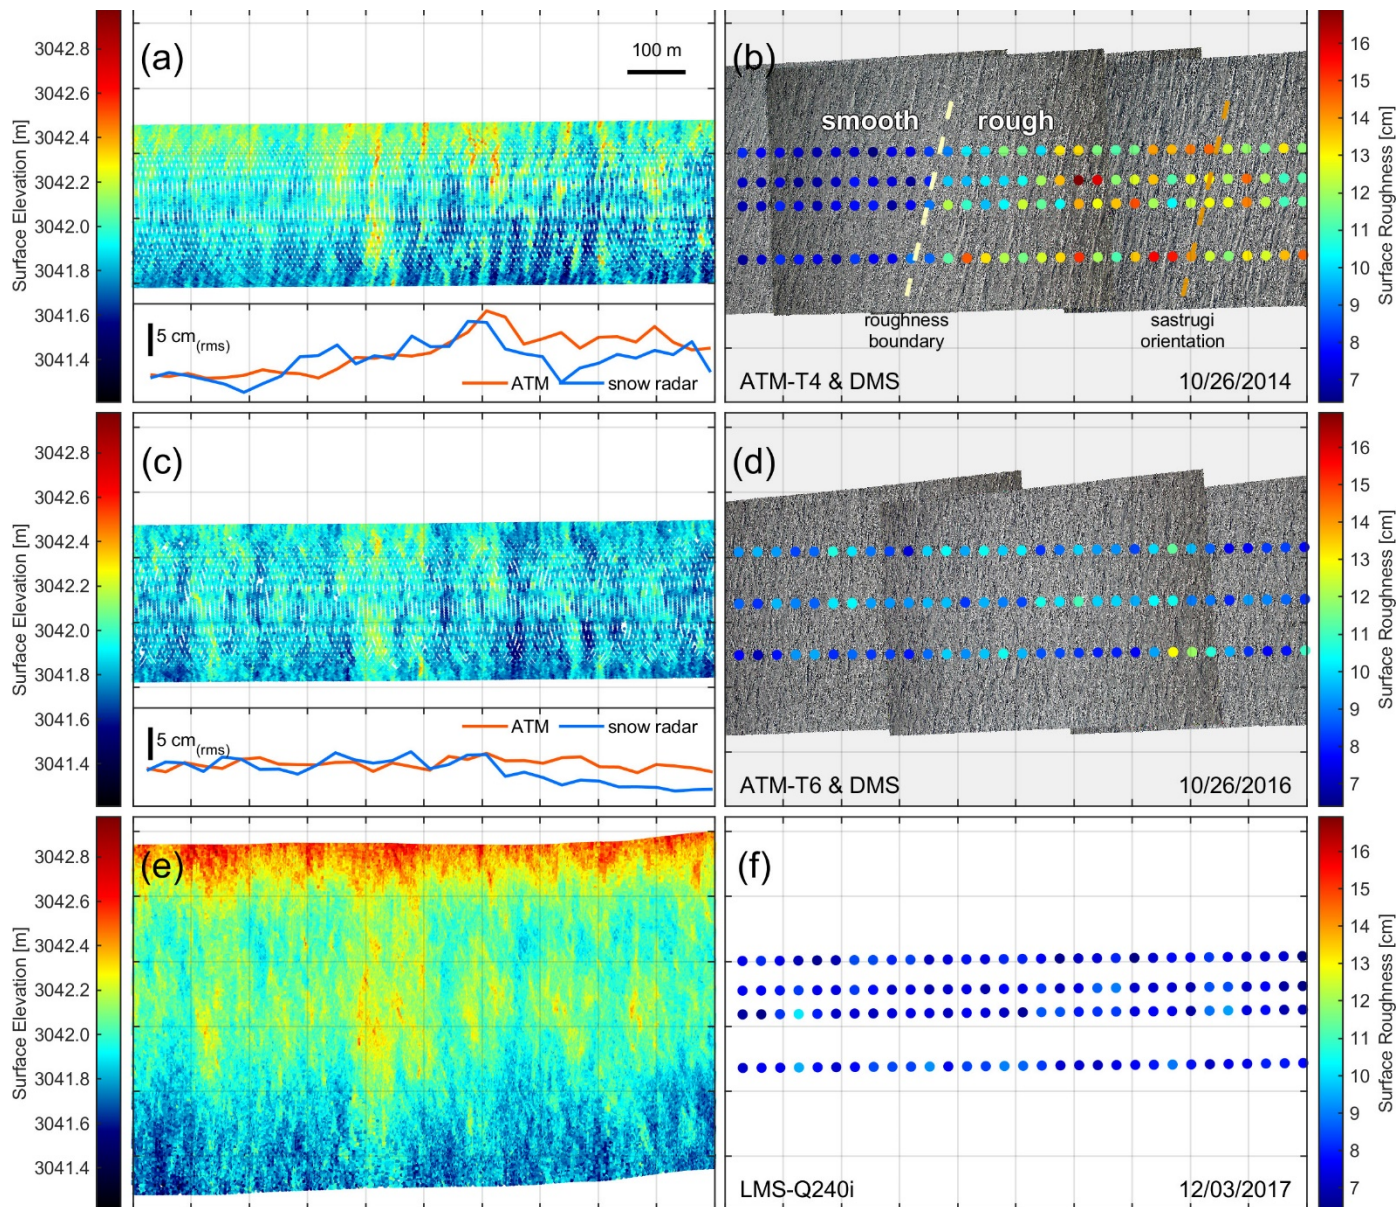 (a)
100 m
Surface Elevation [m]
3042.8
3042.6
3042.4
3042.2
3042.0
3041.8
3041.6
3041.4
5 cm(rms)
ATM
snow radar
(b)
smooth
rough
roughness
boundary
sastrugi
orientation
ATM-T4 & DMS
10/26/2014
16
15
14
13
12
11
10
9
8
7
Surface Roughness [cm]
(c)
Surface Elevation [m]
3042.8
3042.6
3042.4
3042.2
3042.0
3041.8
3041.6
3041.4
5 cm(rms)
ATM
snow radar
(d)
ATM-T6 & DMS
10/26/2016
16
15
14
13
12
11
10
9
8
7
Surface Roughness [cm]
(e)
Surface Elevation [m]
3042.8
3042.6
3042.4
3042.2
3042.0
3041.8
3041.6
3041.4
(f)
LMS-Q240i
12/03/2017
16
15
14
13
12
11
10
9
8
7
Surface Roughness [cm]